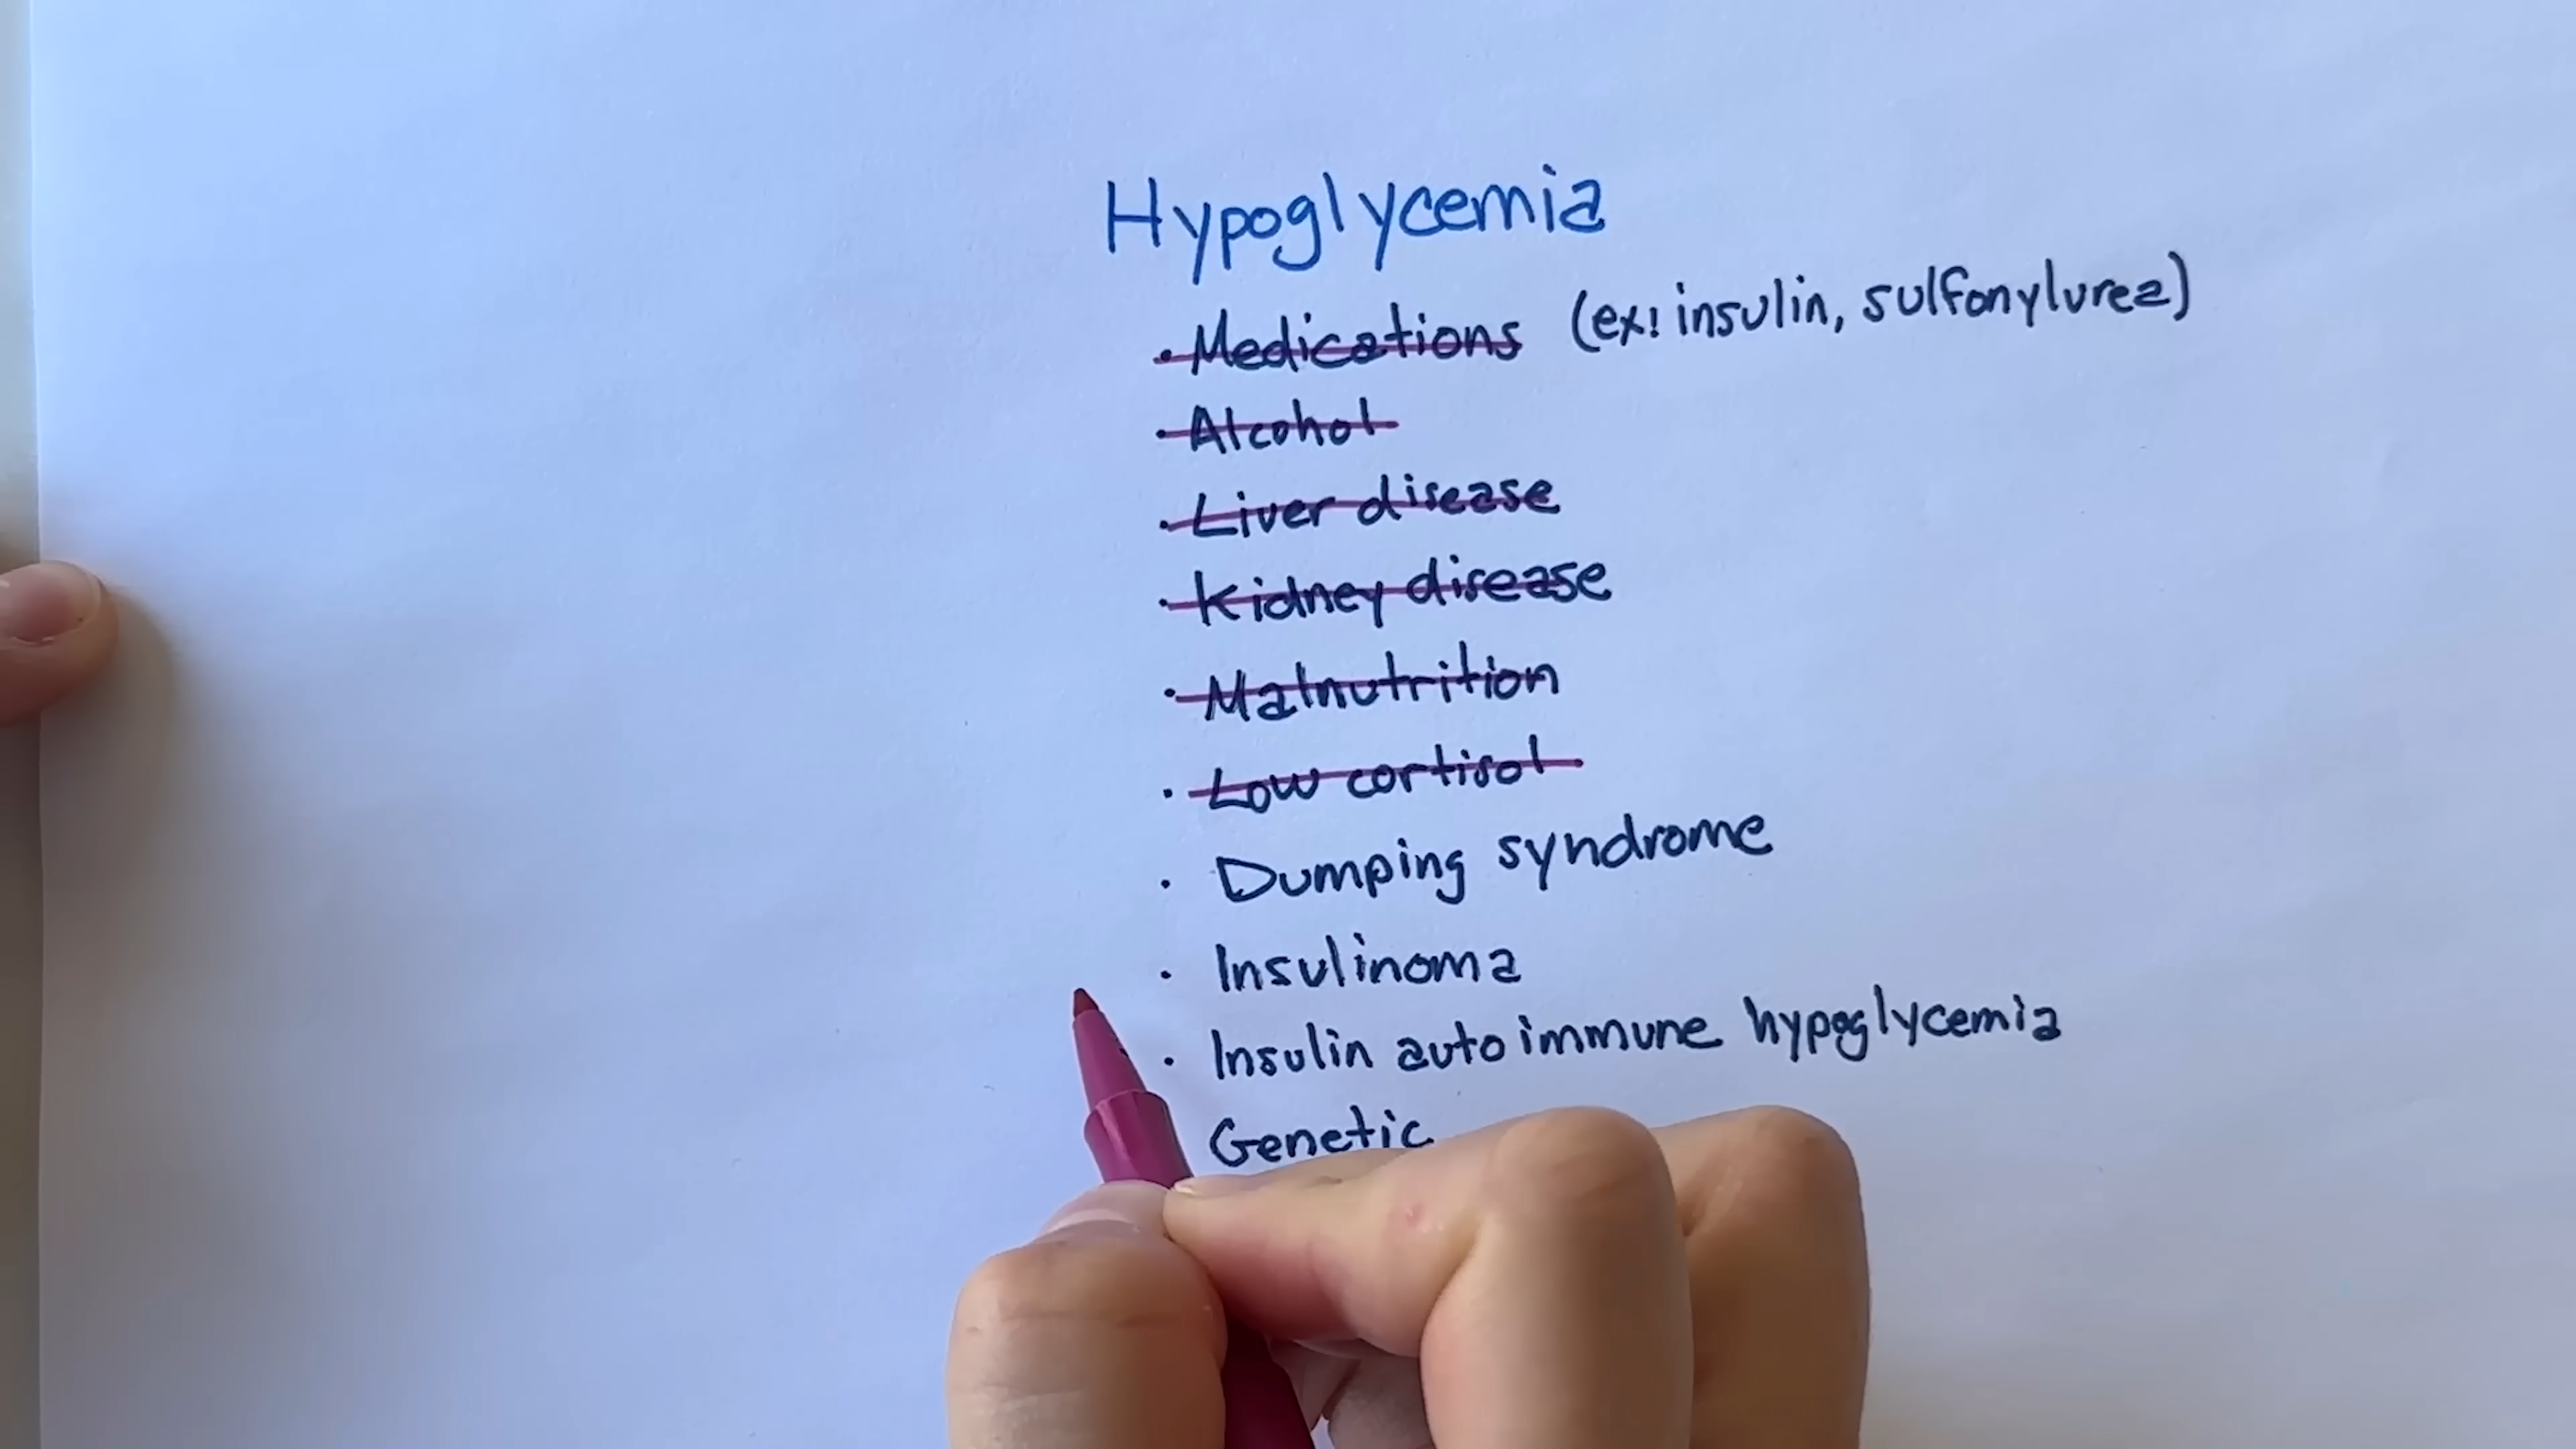 Hypoglycemia
· Medications (ex: insulin, sulfonylurea)
· Alcohol
· Liver disease
· Kidney disease
· Malnutrition
· Low cortisol
· Dumping syndrome
· Insulinoma
· Insulin autoimmune hypoglycemia
Genetic